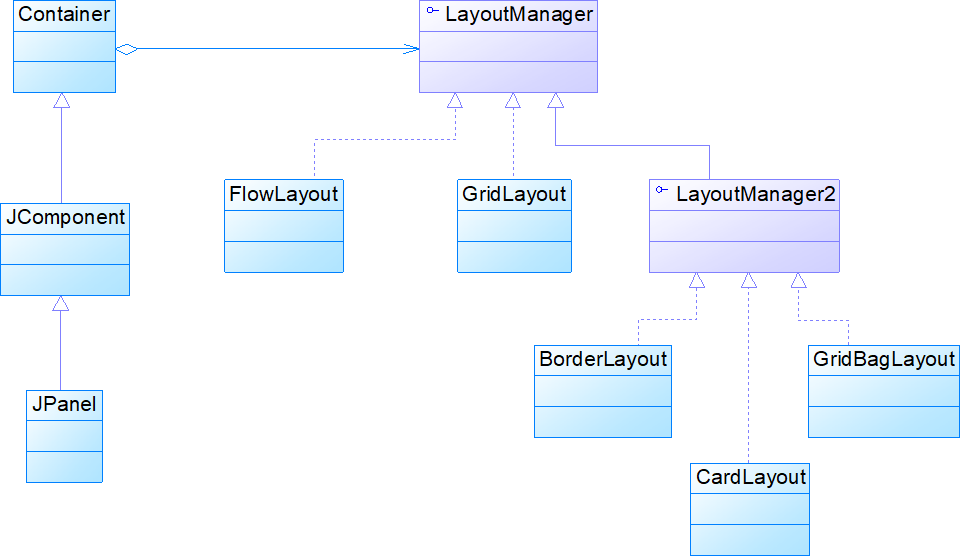 Container
LayoutManager
FlowLayout
GridLayout
LayoutManager2
JComponent
BorderLayout
GridBagLayout
JPanel
CardLayout